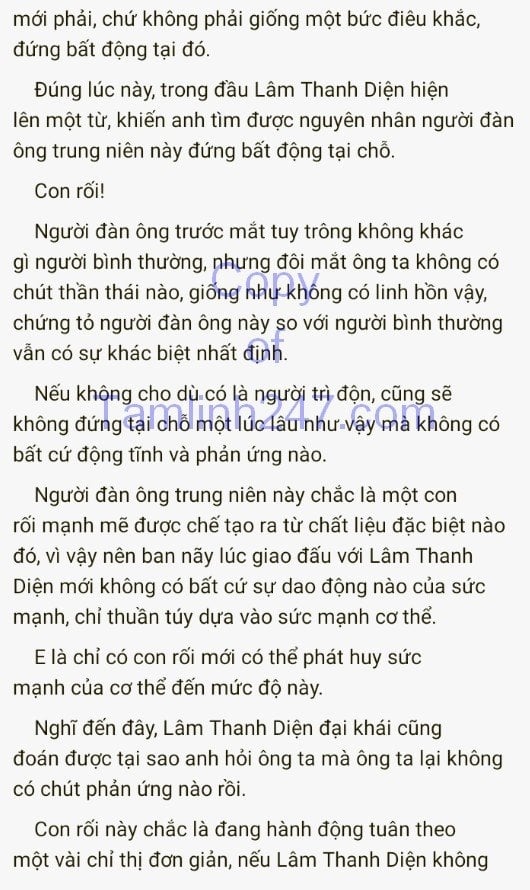 mới phải, chứ không phải giống một bức điêu khắc,
đứng bất động tại đó.
Đúng lúc này, trong đầu Lâm Thanh Diện hiện
lên một từ, khiến anh tìm được nguyên nhân người đàn
ông trung niên này đứng bất động tại chỗ.
Con rối!
Người đàn ông trước mắt tuy trông không khác
gì người bình thường, nhưng đôi mắt ông ta không có
Copy
chút thần thái nào, giống như không có linh hồn vậy,
chứng tỏ người đàn ông này so với người bình thường
of
vẫn có sự khác biệt nhất định.
Nếu không cho dù có là người trì độn, cũng sẽ
Tamlinh247.com
không đứng tại chỗ một lúc lâu như vậy mà không có
bất cứ động tĩnh và phản ứng nào.
Người đàn ông trung niên này chắc là một con
rối mạnh mẽ được chế tạo ra từ chất liệu đặc biệt nào
đó, vì vậy nên ban nãy lúc giao đấu với Lâm Thanh
Diện mới không có bất cứ sự dao động nào của sức
mạnh, chỉ thuần túy dựa vào sức mạnh cơ thể.
E là chỉ có con rối mới có thể phát huy sức
mạnh của cơ thể đến mức độ này.
Nghĩ đến đây, Lâm Thanh Diện đại khái cũng
đoán được tại sao anh hỏi ông ta mà ông ta lại không
có chút phản ứng nào rồi.
Con rối này chắc là đang hành động tuân theo
một vài chỉ thị đơn giản, nếu Lâm Thanh Diện không